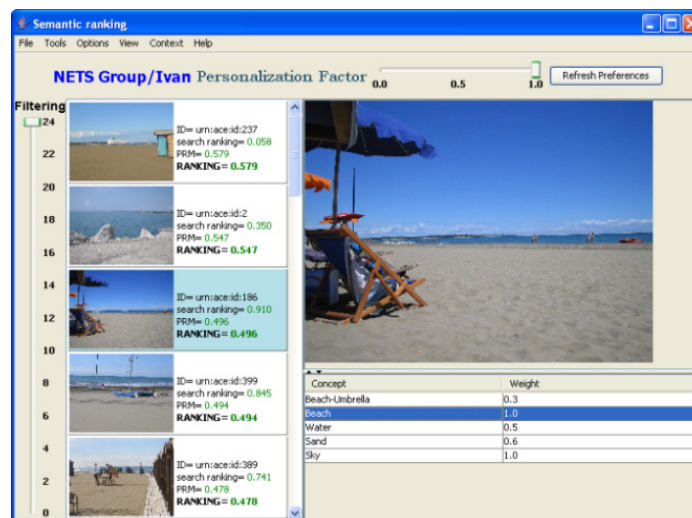 Semantic ranking
File Tools Options View Context Help
NETS Group/Ivan Personalization Factor
0.0 0.5 1.0
Refresh Preferences
Filtering
24
22
20
18
16
14
12
10
8
6
4
2
0
ID= urn:ace:id:237
search ranking= 0.058
PRM= 0.579
RANKING= 0.579
ID= urn:ace:id:2
search ranking= 0.350
PRM= 0.547
RANKING= 0.547
ID= urn:ace:id:186
search ranking= 0.910
PRM= 0.496
RANKING= 0.496
ID= urn:ace:id:399
search ranking= 0.845
PRM= 0.494
RANKING= 0.494
ID= urn:ace:id:389
search ranking= 0.741
PRM= 0.478
RANKING= 0.478
Concept Weight
Beach-Umbrella 0.3
Beach 1.0
Water 0.5
Sand 0.6
Sky 1.0